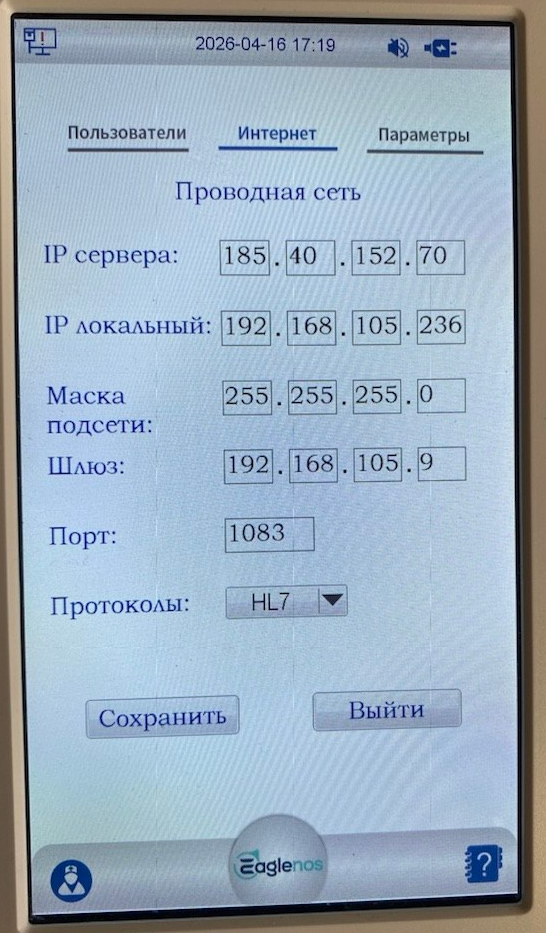 2026-04-16 17:19
Пользователи Интернет Параметры
Проводная сеть
IP сервера: 185.40.152.70
IP локальный: 192.168.105.236
Маска подсети: 255.255.255.0
Шлюз: 192.168.105.9
Порт: 1083
Протоколы: HL7
Сохранить Выйти
Eaglenos ?